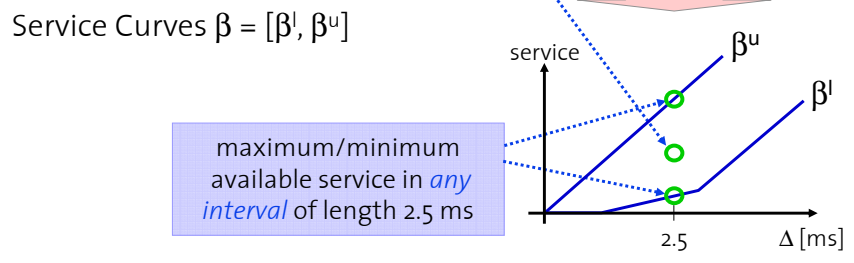 Service Curves β = [βˡ, βᵘ]
service
βᵘ
βˡ
maximum/minimum
available service in any
interval of length 2.5 ms
2.5
Δ [ms]